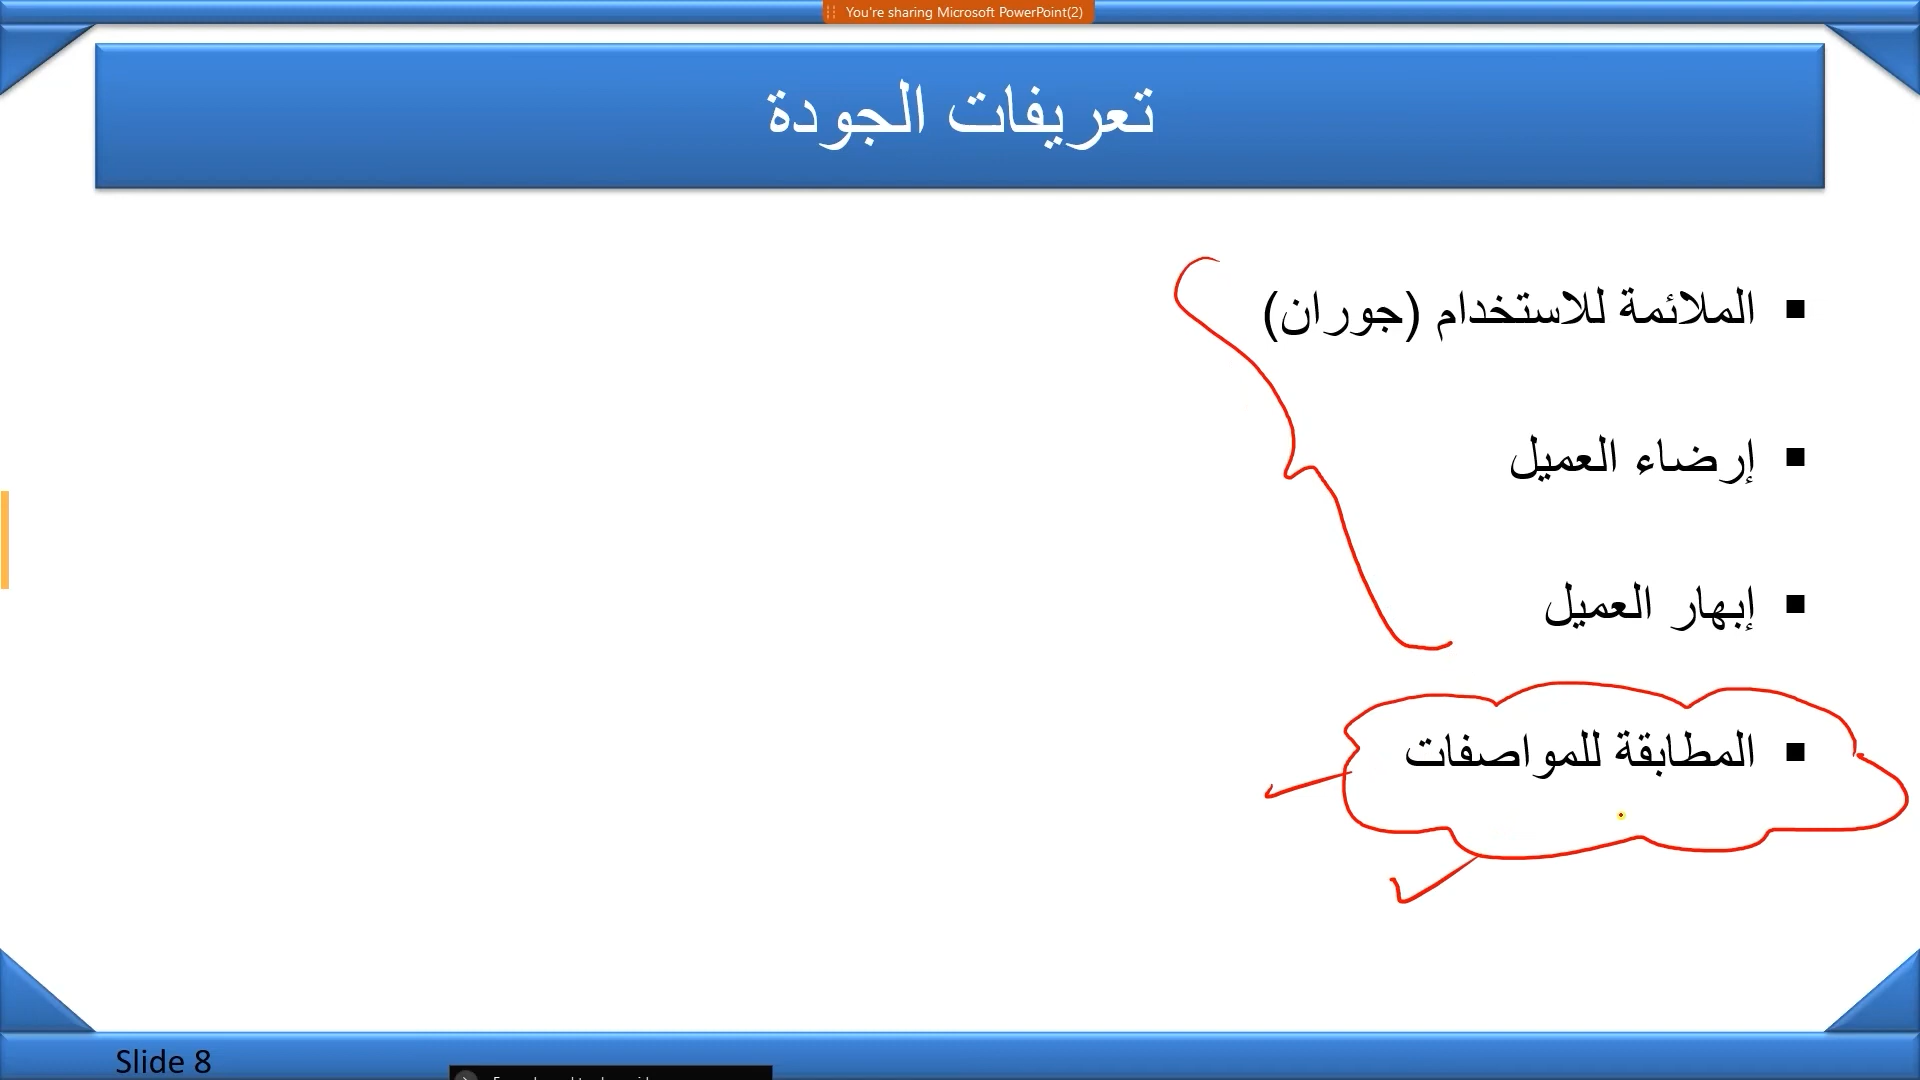 You're sharing Microsoft PowerPoint(2)
تعريفات الجودة
▪ الملائمة للاستخدام (جوران)
▪ إرضاء العميل
▪ إبهار العميل
▪ المطابقة للمواصفات
Slide 8